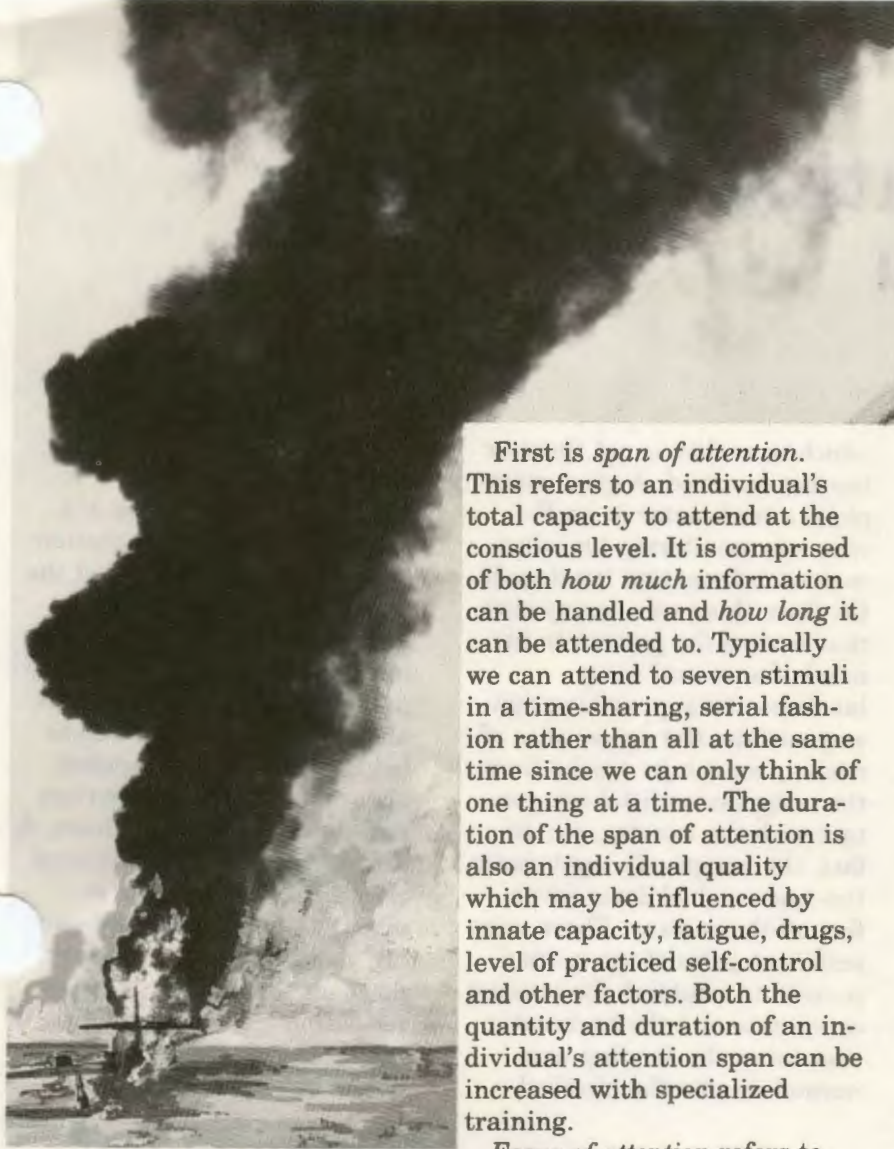 First is span of attention.
This refers to an individual's
total capacity to attend at the
conscious level. It is comprised
of both how much information
can be handled and how long it
can be attended to. Typically
we can attend to seven stimuli
in a time-sharing, serial fash-
ion rather than all at the same
time since we can only think of
one thing at a time. The dura-
tion of the span of attention is
also an individual quality
which may be influenced by
innate capacity, fatigue, drugs,
level of practiced self-control
and other factors. Both the
quantity and duration of an in-
dividual's attention span can be
increased with specialized
training.
of attention refers to